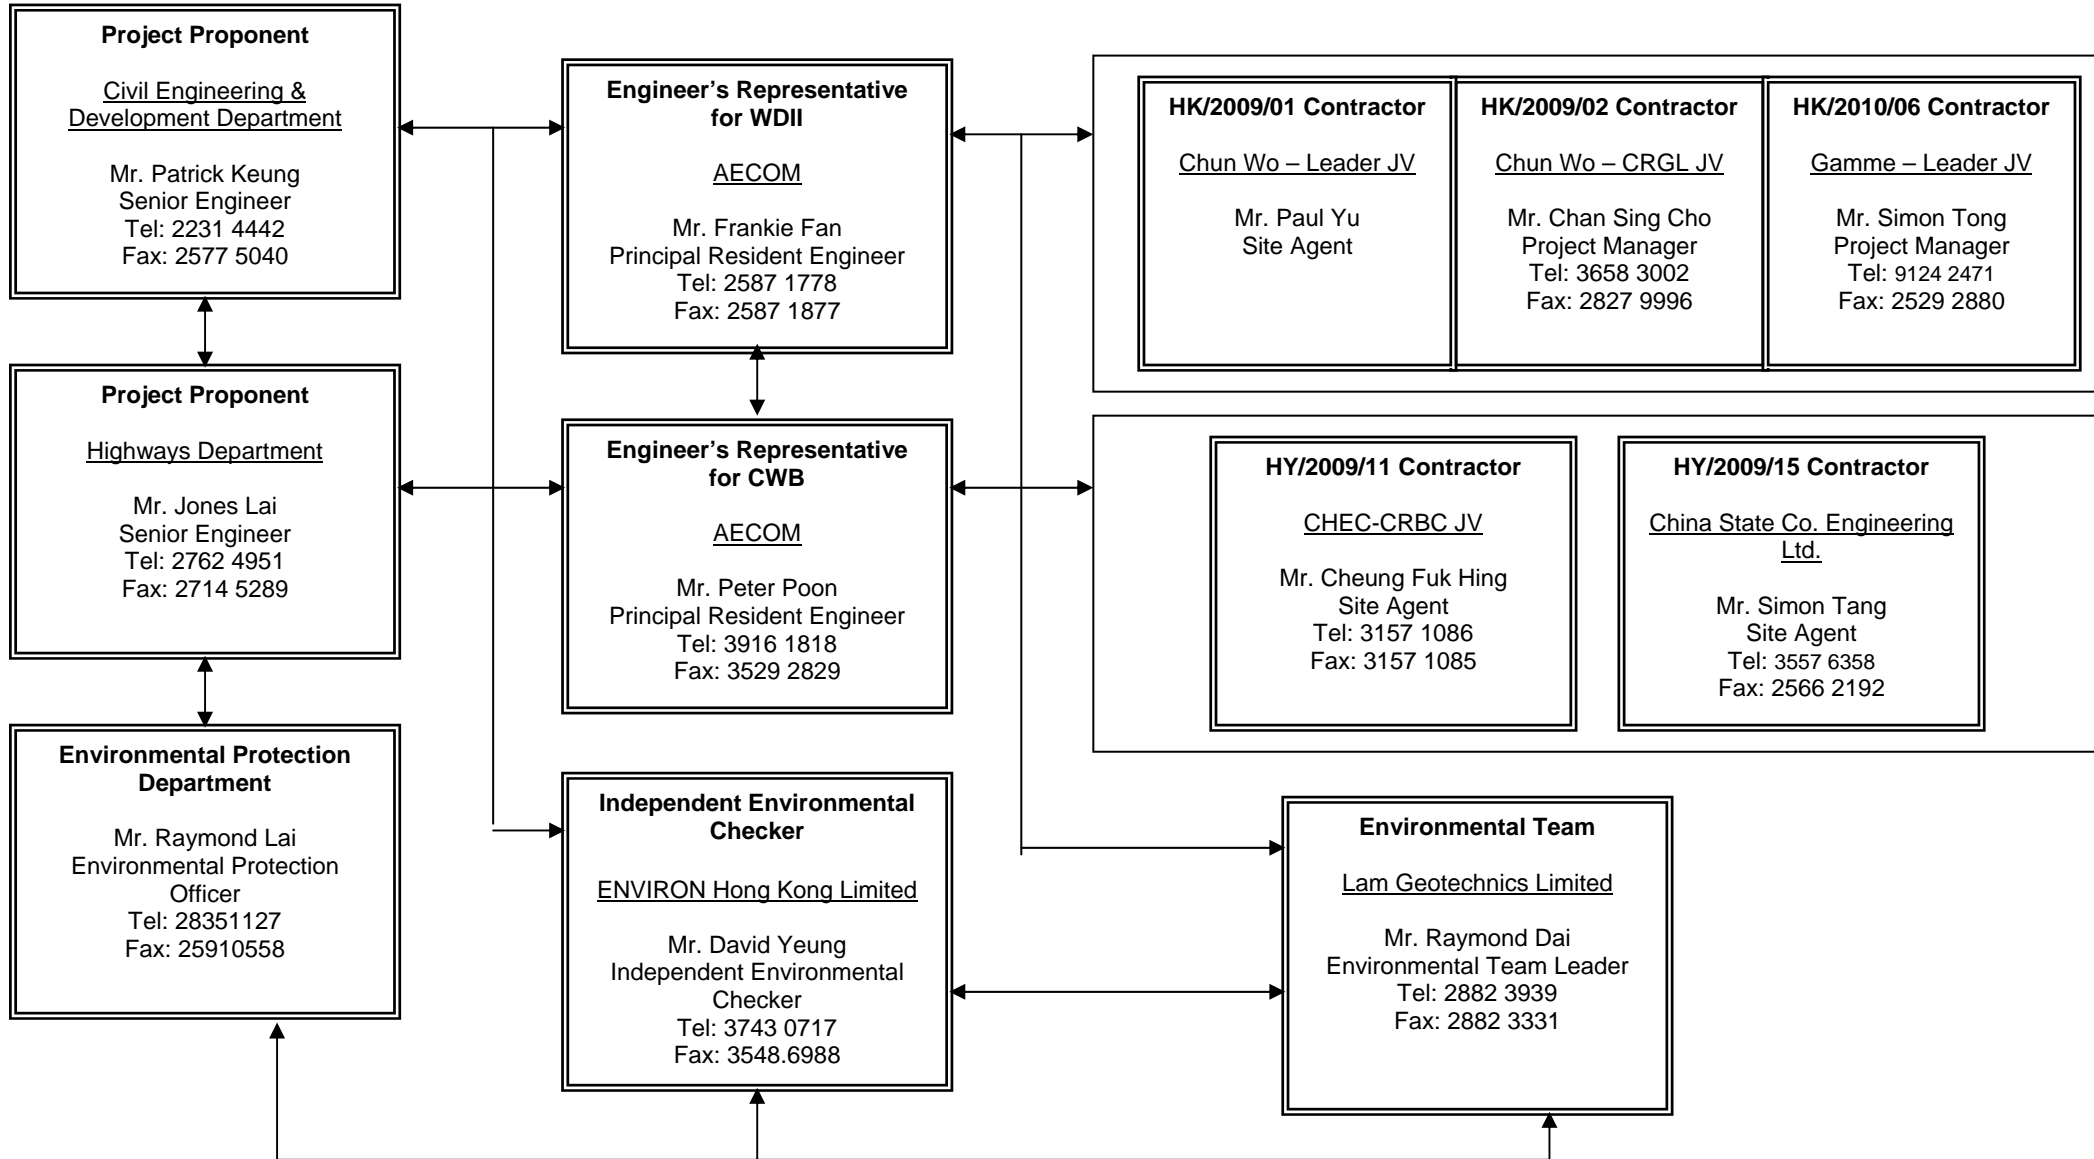 Project Proponent
Civil Engineering &
Development Department
Mr. Patrick Keung
Senior Engineer
Tel: 2231 4442
Fax: 2577 5040
Engineer’s Representative
for WDII
AECOM
Mr. Frankie Fan
Principal Resident Engineer
Tel: 2587 1778
Fax: 2587 1877
HK/2009/01 Contractor
Chun Wo – Leader JV
Mr. Paul Yu
Site Agent
HK/2009/02 Contractor
Chun Wo – CRGL JV
Mr. Chan Sing Cho
Project Manager
Tel: 3658 3002
Fax: 2827 9996
HK/2010/06 Contractor
Gamme – Leader JV
Mr. Simon Tong
Project Manager
Tel: 9124 2471
Fax: 2529 2880
Project Proponent
Highways Department
Mr. Jones Lai
Senior Engineer
Tel: 2762 4951
Fax: 2714 5289
Engineer’s Representative
for CWB
AECOM
Mr. Peter Poon
Principal Resident Engineer
Tel: 3916 1818
Fax: 3529 2829
HY/2009/11 Contractor
CHEC-CRBC JV
Mr. Cheung Fuk Hing
Site Agent
Tel: 3157 1086
Fax: 3157 1085
HY/2009/15 Contractor
China State Co. Engineering
Ltd.
Mr. Simon Tang
Site Agent
Tel: 3557 6358
Fax: 2566 2192
Environmental Protection
Department
Mr. Raymond Lai
Environmental Protection
Officer
Tel: 28351127
Fax: 25910558
Independent Environmental
Checker
ENVIRON Hong Kong Limited
Mr. David Yeung
Independent Environmental
Checker
Tel: 3743 0717
Fax: 3548.6988
Environmental Team
Lam Geotechnics Limited
Mr. Raymond Dai
Environmental Team Leader
Tel: 2882 3939
Fax: 2882 3331